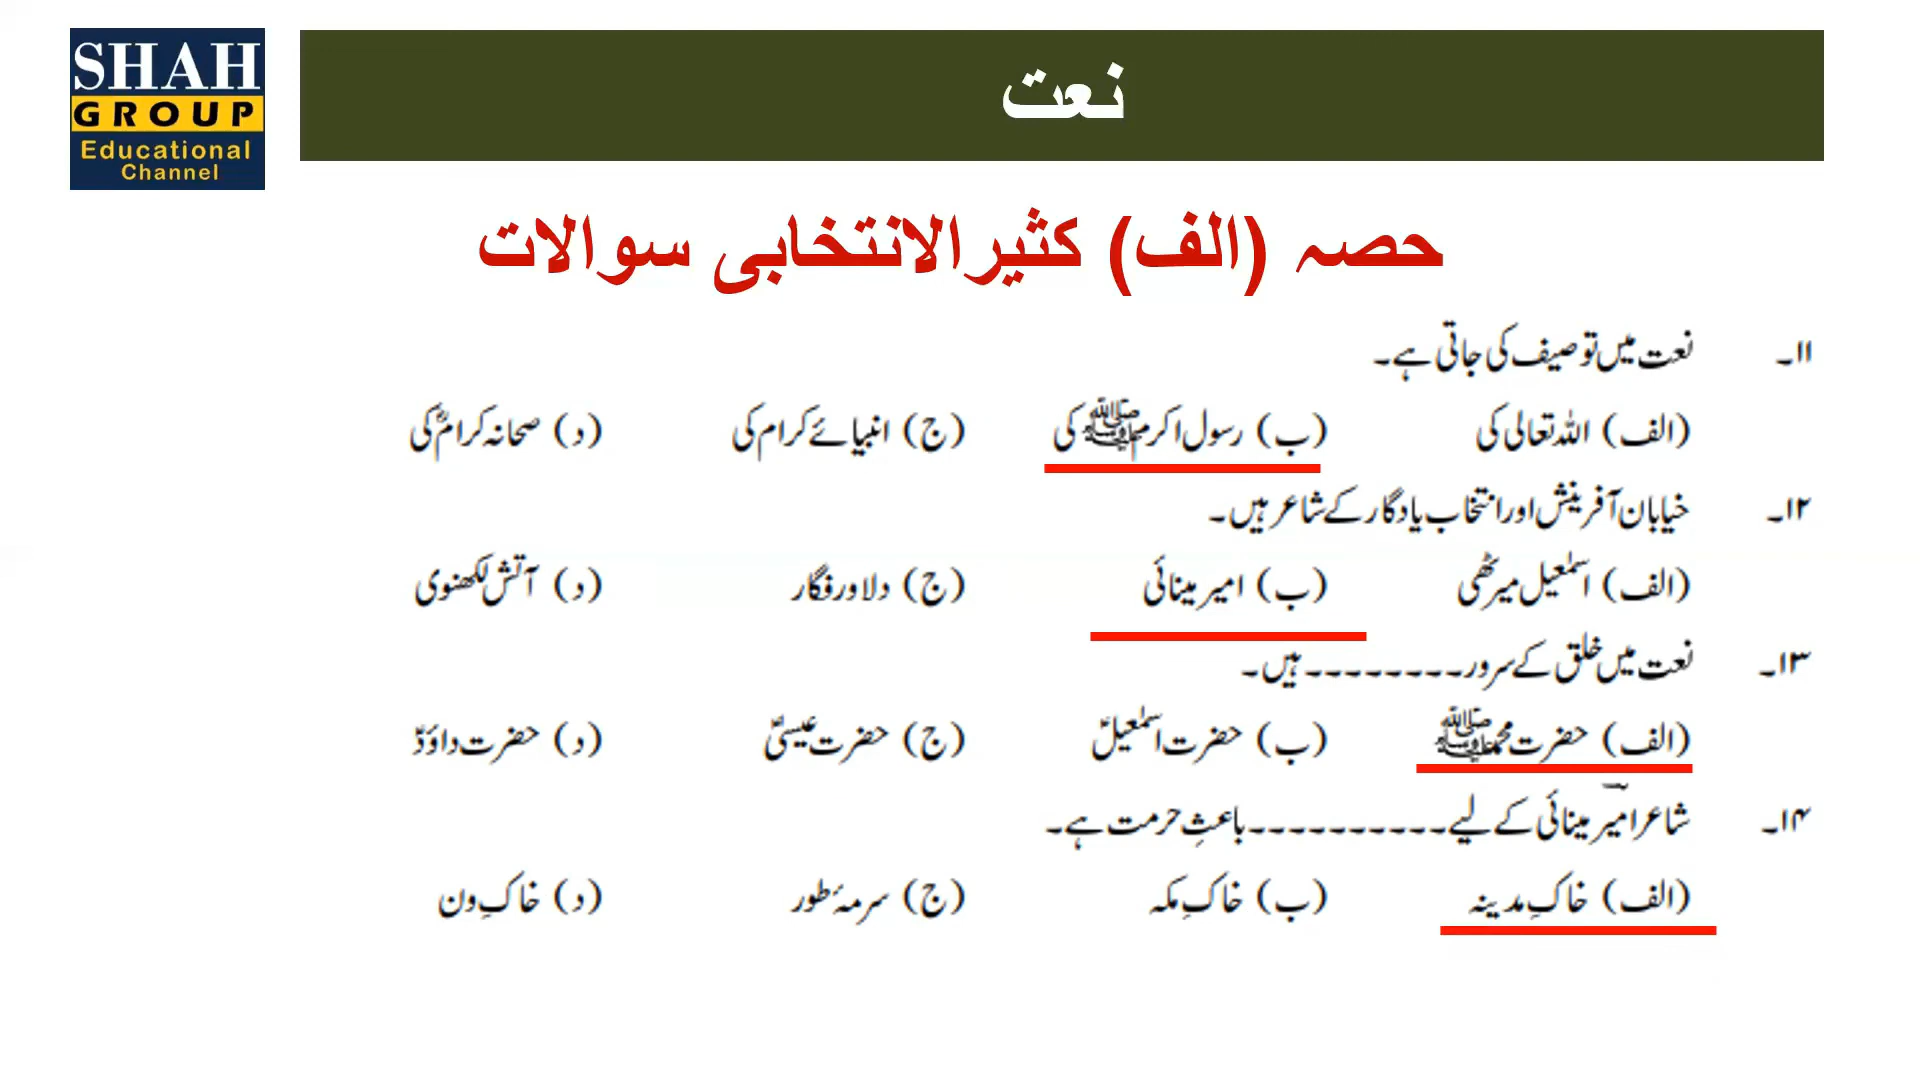 SHAH
GROUP
Educational
Channel
نعت
حصہ (الف) کثیرالانتخابی سوالات
۱۱۔ نعت میں توصیف کی جاتی ہے۔
(الف) اللہ تعالی کی (ب) رسول اکرم ﷺ کی (ج) انبیائے کرام کی (د) صحانہ کرامؓ کی
۱۲۔ خیابان آفرینش اور انتخاب یادگار کے شاعر ہیں۔
(الف) اسمٰعیل میرٹھی (ب) امیر مینائی (ج) دلاور فگار (د) آتش لکھنوی
۱۳۔ نعت میں خلق کے سرور-------- ہیں۔
(الف) حضرت محمد ﷺ (ب) حضرت اسمٰعیلؑ (ج) حضرت عیسیٰؑ (د) حضرت داؤدؑ
۱۴۔ شاعر امیر مینائی کے لیے---------- باعثِ حرمت ہے۔
(الف) خاکِ مدینہ (ب) خاکِ مکہ (ج) سرمۂ طور (د) خاکِ ون